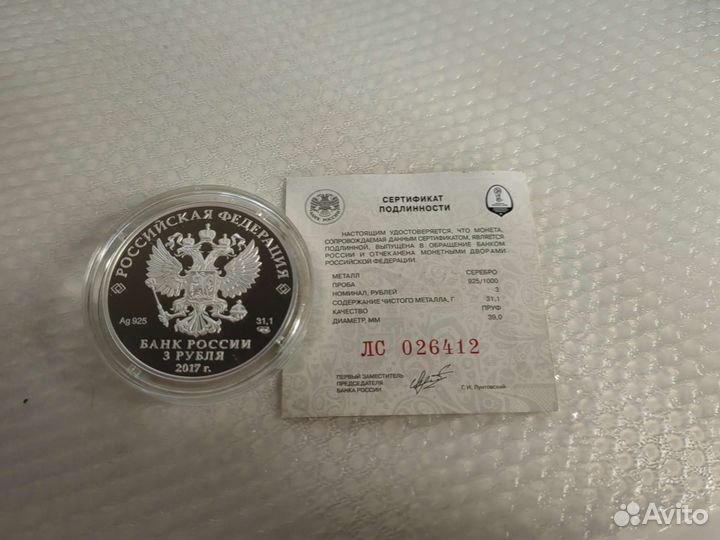 РОССИЙСКАЯ ФЕДЕРАЦИЯ
Ag 925
31,1
БАНК РОССИИ
3 РУБЛЯ
2017 г.
БАНК РОССИИ
СЕРТИФИКАТ
ПОДЛИННОСТИ
НАСТОЯЩИМ УДОСТОВЕРЯЕТСЯ, ЧТО МОНЕТА,
СОПРОВОЖДАЕМАЯ ДАННЫМ СЕРТИФИКАТОМ, ЯВЛЯЕТСЯ
ПОДЛИННОЙ, ВЫПУЩЕНА В ОБРАЩЕНИЕ БАНКОМ
РОССИИ И ОТЧЕКАНЕНА МОНЕТНЫМИ ДВОРАМИ
РОССИЙСКОЙ ФЕДЕРАЦИИ.
МЕТАЛЛ СЕРЕБРО
ПРОБА 925/1000
НОМИНАЛ, РУБЛЕЙ 3
СОДЕРЖАНИЕ ЧИСТОГО МЕТАЛЛА, Г 31,1
КАЧЕСТВО ПРУФ
ДИАМЕТР, ММ 39,0
ЛС 026412
ПЕРВЫЙ ЗАМЕСТИТЕЛЬ
ПРЕДСЕДАТЕЛЯ
БАНКА РОССИИ
Г. И. Лунтовский
Avito